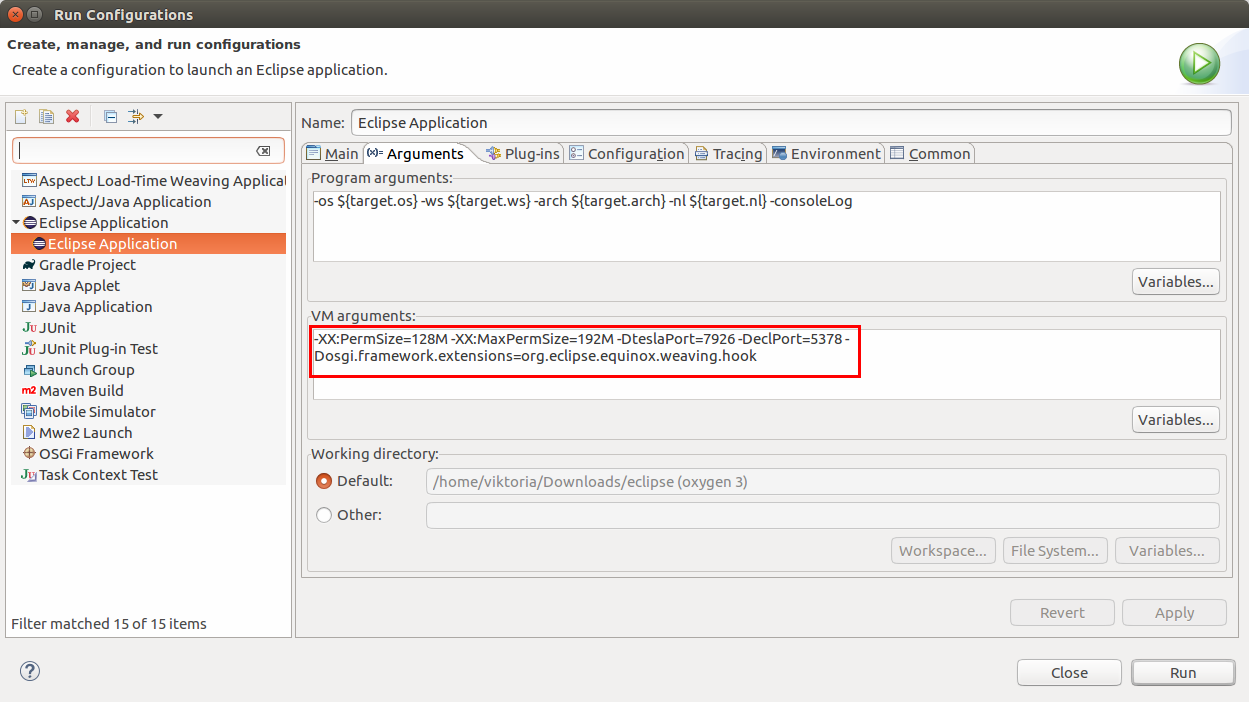 Run Configurations
Create, manage, and run configurations
Create a configuration to launch an Eclipse application.
AspectJ Load-Time Weaving Applicat
AspectJ/Java Application
Eclipse Application
Eclipse Application
Gradle Project
Java Applet
Java Application
JUnit
JUnit Plug-in Test
Launch Group
Maven Build
Mobile Simulator
Mwe2 Launch
OSGi Framework
Task Context Test
Filter matched 15 of 15 items
Name: Eclipse Application
Main Arguments Plug-ins Configuration Tracing Environment Common
Program arguments:
-os ${target.os} -ws ${target.ws} -arch ${target.arch} -nl ${target.nl} -consoleLog
Variables...
VM arguments:
-XX:PermSize=128M -XX:MaxPermSize=192M -DteslaPort=7926 -DeclPort=5378 -
Dosgi.framework.extensions=org.eclipse.equinox.weaving.hook
Variables...
Working directory:
Default: /home/viktoria/Downloads/eclipse (oxygen 3)
Other:
Workspace... File System... Variables...
Revert Apply
? Close Run